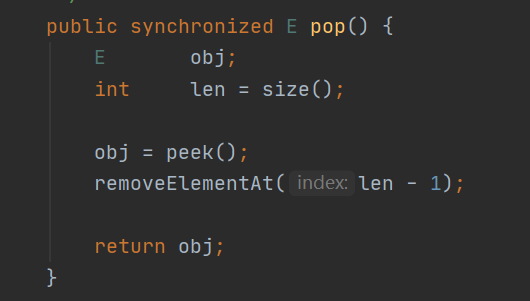 public synchronized E pop() {
E obj;
int len = size();
obj = peek();
removeElementAt( index: len - 1);
return obj;
}